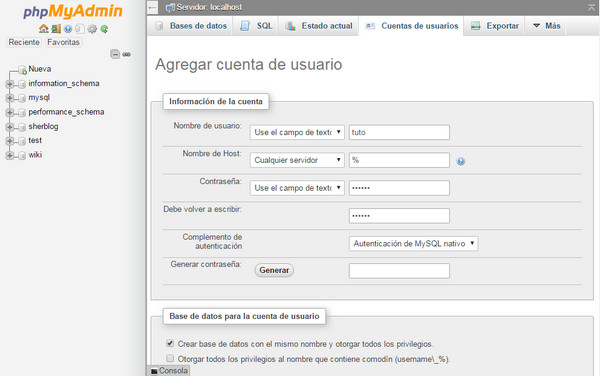 phpMyAdmin
Reciente Favoritas
Nueva
information_schema
mysql
performance_schema
sherblog
test
wiki
Servidor: localhost
Bases de datos SQL Estado actual Cuentas de usuarios Exportar Más
Agregar cuenta de usuario
Información de la cuenta
Nombre de usuario: Use el campo de texto tuto
Nombre de Host: Cualquier servidor %
Contraseña: Use el campo de texto ••••••
Debe volver a escribir: ••••••
Complemento de autenticación Autenticación de MySQL nativo
Generar contraseña: Generar
Base de datos para la cuenta de usuario
Crear base de datos con el mismo nombre y otorgar todos los privilegios.
Otorgar todos los privilegios al nombre que contiene comodín (username\_%).
Consola